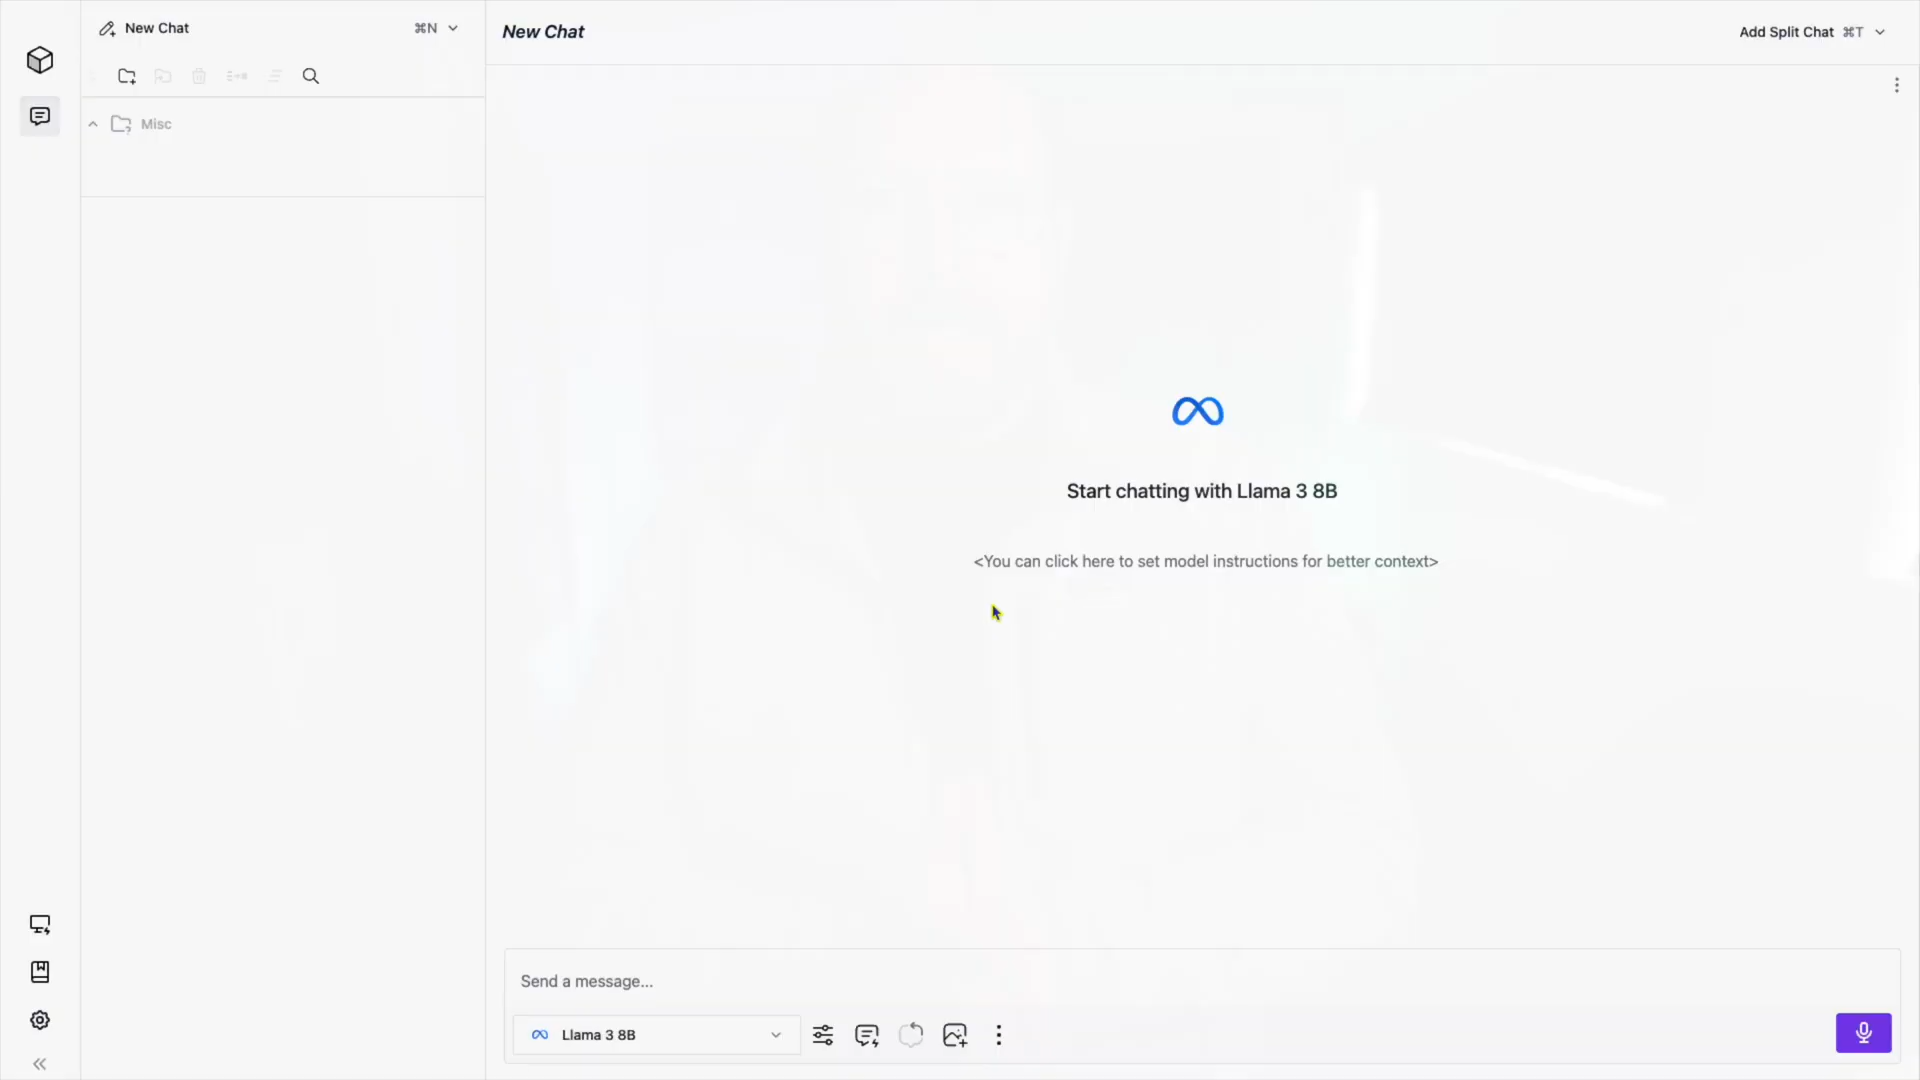 New Chat ⌘N
Misc
New Chat
Add Split Chat ⌘T
Start chatting with Llama 3 8B
<You can click here to set model instructions for better context>
Send a message...
Llama 3 8B